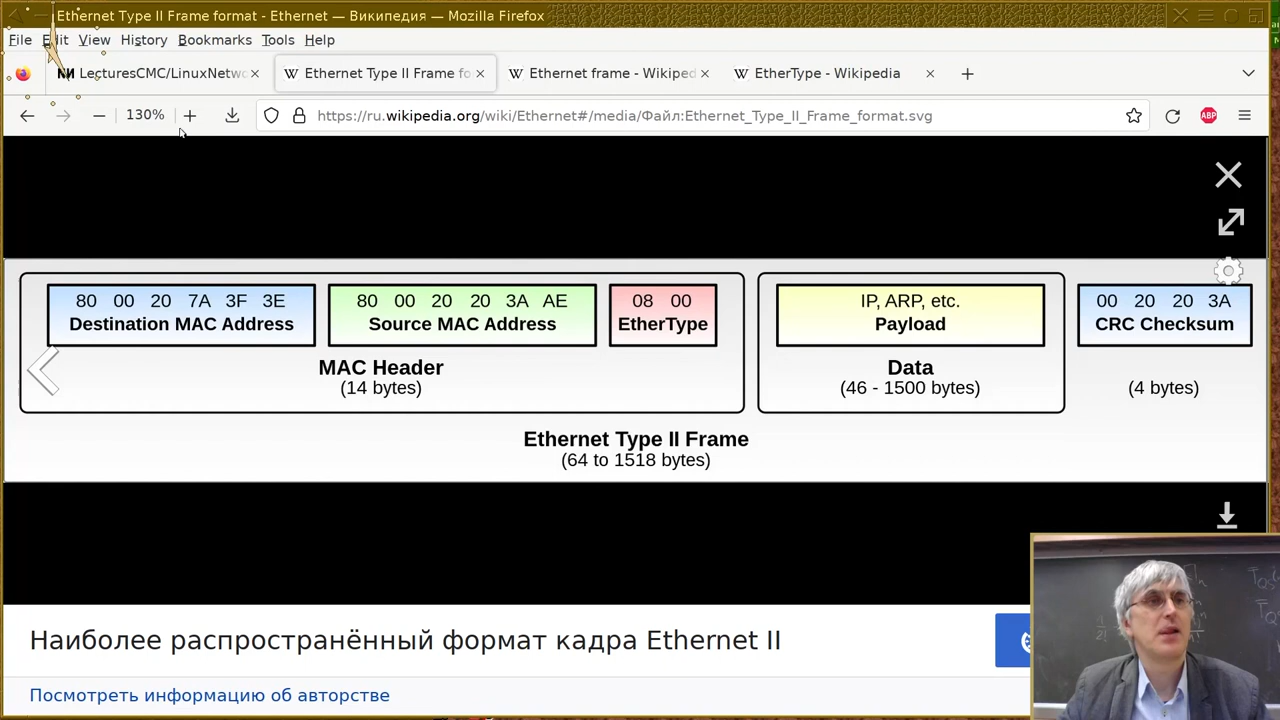 Ethernet Type II Frame format - Ethernet — Википедия — Mozilla Firefox
File Edit View History Bookmarks Tools Help
LecturesCMC/LinuxNetwo
Ethernet Type II Frame fo
Ethernet frame - Wikiped
EtherType - Wikipedia
130%
https://ru.wikipedia.org/wiki/Ethernet#/media/Файл:Ethernet_Type_II_Frame_format.svg
ABP
80 00 20 7A 3F 3E
Destination MAC Address
80 00 20 20 3A AE
Source MAC Address
08 00
EtherType
MAC Header
(14 bytes)
IP, ARP, etc.
Payload
Data
(46 - 1500 bytes)
00 20 20 3A
CRC Checksum
(4 bytes)
Ethernet Type II Frame
(64 to 1518 bytes)
Наиболее распространённый формат кадра Ethernet II
Посмотреть информацию об авторстве